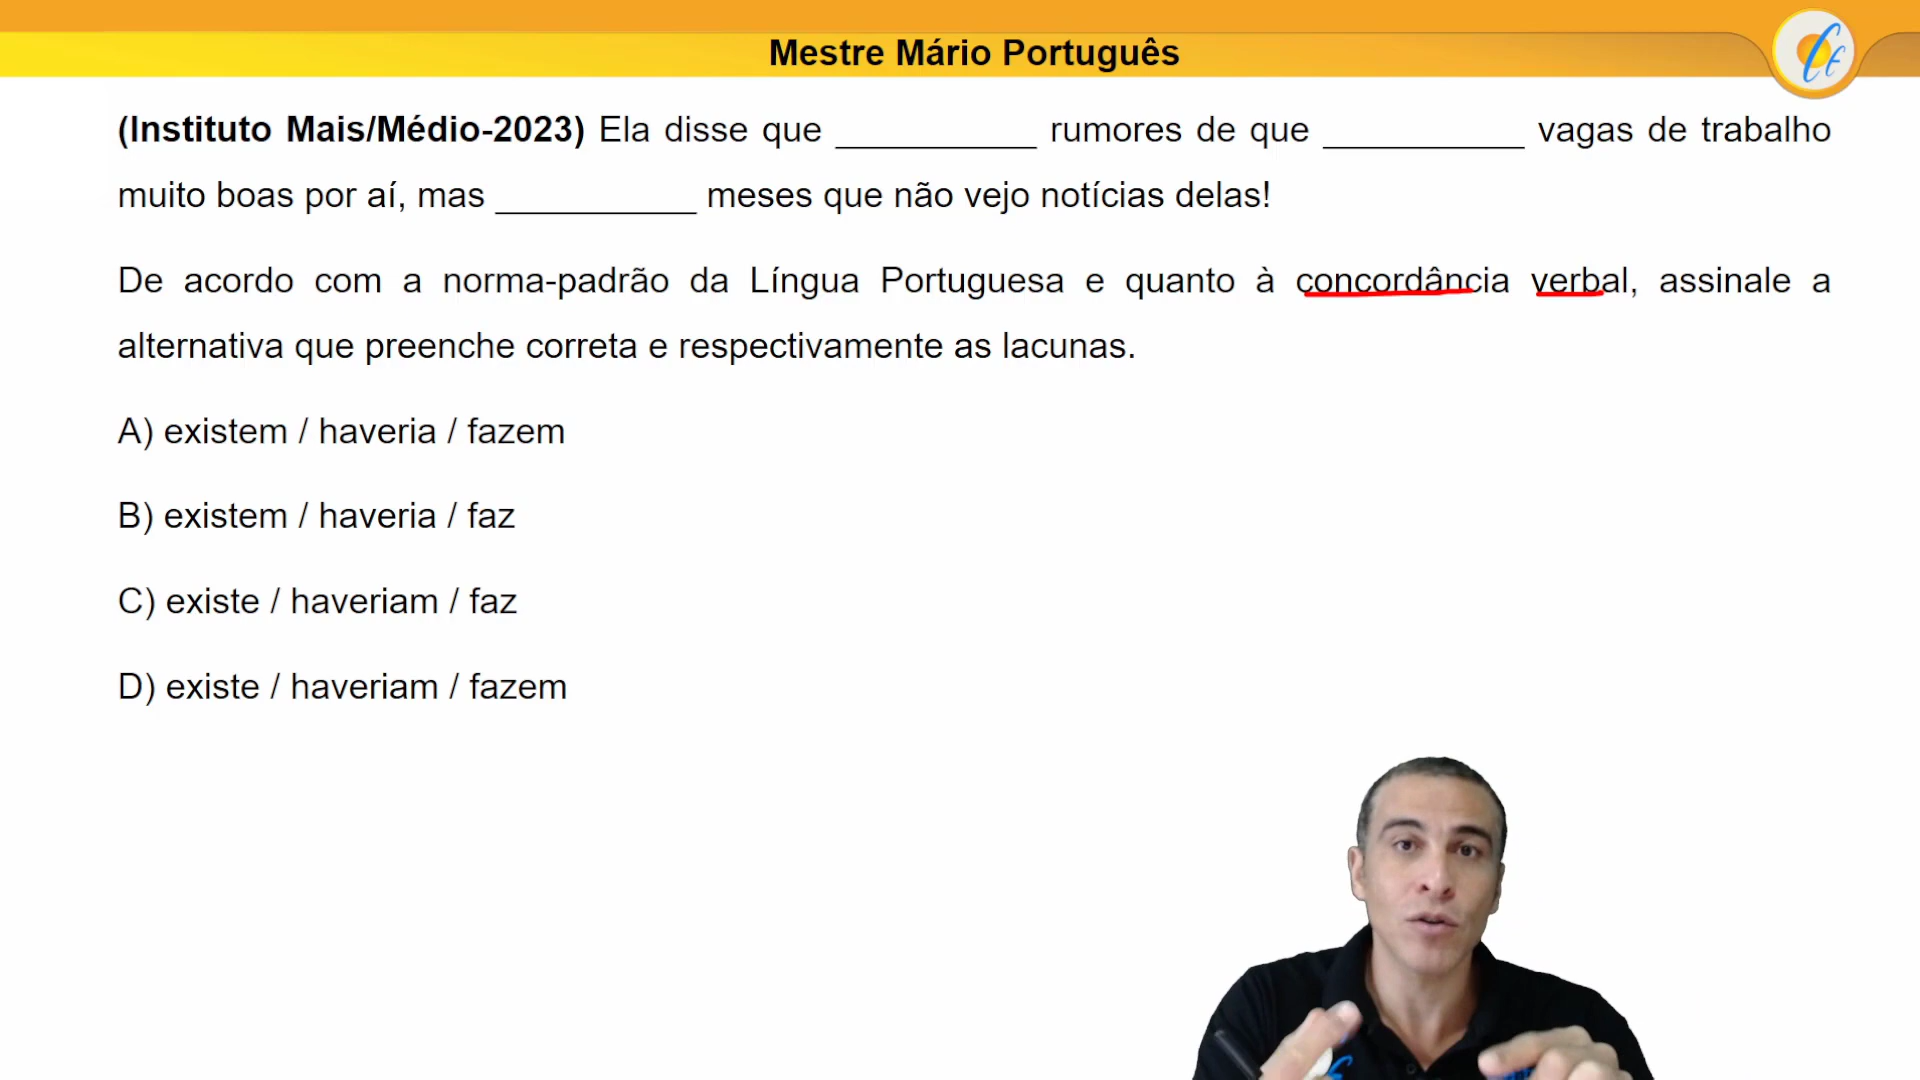 Mestre Mário Português
(Instituto Mais/Médio-2023) Ela disse que __________ rumores de que __________ vagas de trabalho
muito boas por aí, mas __________ meses que não vejo notícias delas!
De acordo com a norma-padrão da Língua Portuguesa e quanto à concordância verbal, assinale a
alternativa que preenche correta e respectivamente as lacunas.
A) existem / haveria / fazem
B) existem / haveria / faz
C) existe / haveriam / faz
D) existe / haveriam / fazem